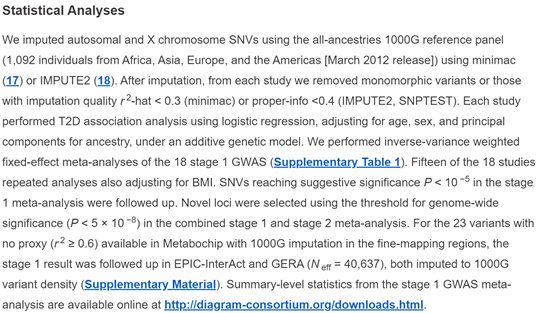 Statistical Analyses
We imputed autosomal and X chromosome SNVs using the all-ancestries 1000G reference panel
(1,092 individuals from Africa, Asia, Europe, and the Americas [March 2012 release]) using minimac
(17) or IMPUTE2 (18). After imputation, from each study we removed monomorphic variants or those
with imputation quality r²-hat < 0.3 (minimac) or proper-info <0.4 (IMPUTE2, SNPTEST). Each study
performed T2D association analysis using logistic regression, adjusting for age, sex, and principal
components for ancestry, under an additive genetic model. We performed inverse-variance weighted
fixed-effect meta-analyses of the 18 stage 1 GWAS (Supplementary Table 1). Fifteen of the 18 studies
repeated analyses also adjusting for BMI. SNVs reaching suggestive significance P < 10⁻⁵ in the stage
1 meta-analysis were followed up. Novel loci were selected using the threshold for genome-wide
significance (P < 5 × 10⁻⁸) in the combined stage 1 and stage 2 meta-analysis. For the 23 variants with
no proxy (r² ≥ 0.6) available in Metabochip with 1000G imputation in the fine-mapping regions, the
stage 1 result was followed up in EPIC-InterAct and GERA (N eff = 40,637), both imputed to 1000G
variant density (Supplementary Material). Summary-level statistics from the stage 1 GWAS meta-
analysis are available online at http://diagram-consortium.org/downloads.html.